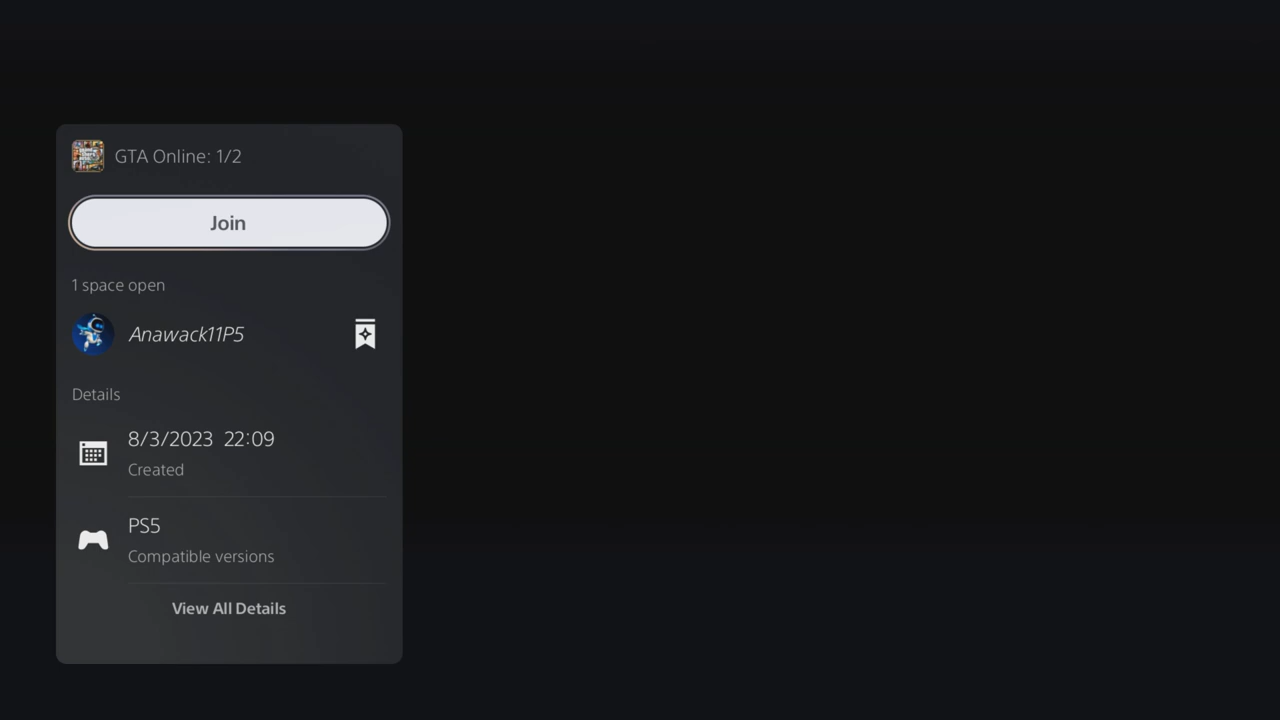 GTA Online: 1/2
Join
1 space open
Anawack11P5
Details
8/3/2023 22:09
Created
PS5
Compatible versions
View All Details